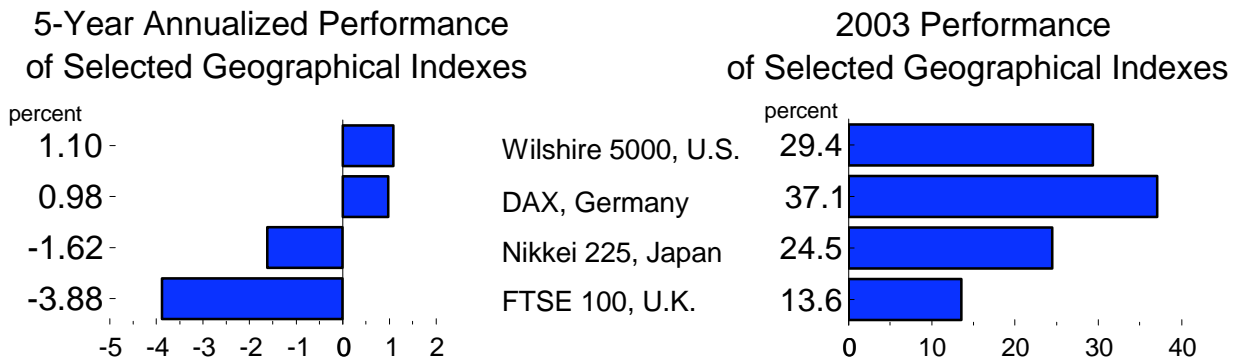 5-Year Annualized Performance
of Selected Geographical Indexes
percent
1.10
0.98
-1.62
-3.88
-5 -4 -3 -2 -1 0 1 2
Wilshire 5000, U.S.
DAX, Germany
Nikkei 225, Japan
FTSE 100, U.K.
2003 Performance
of Selected Geographical Indexes
percent
29.4
37.1
24.5
13.6
0 10 20 30 40